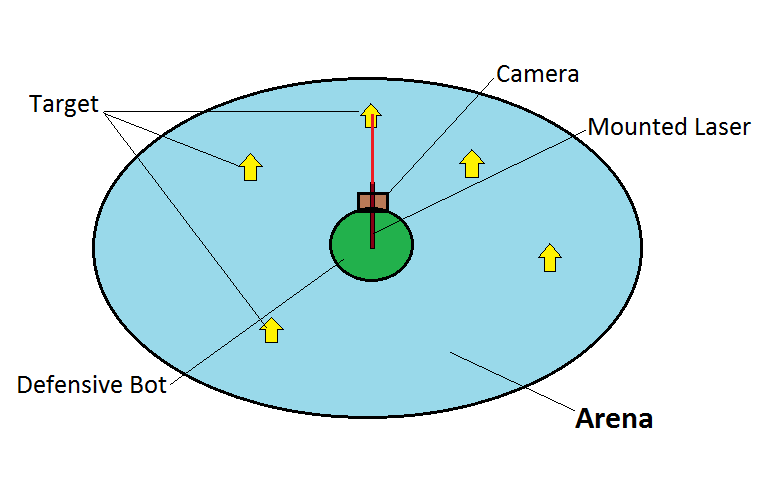 Camera
Target
Mounted Laser
Defensive Bot
Arena